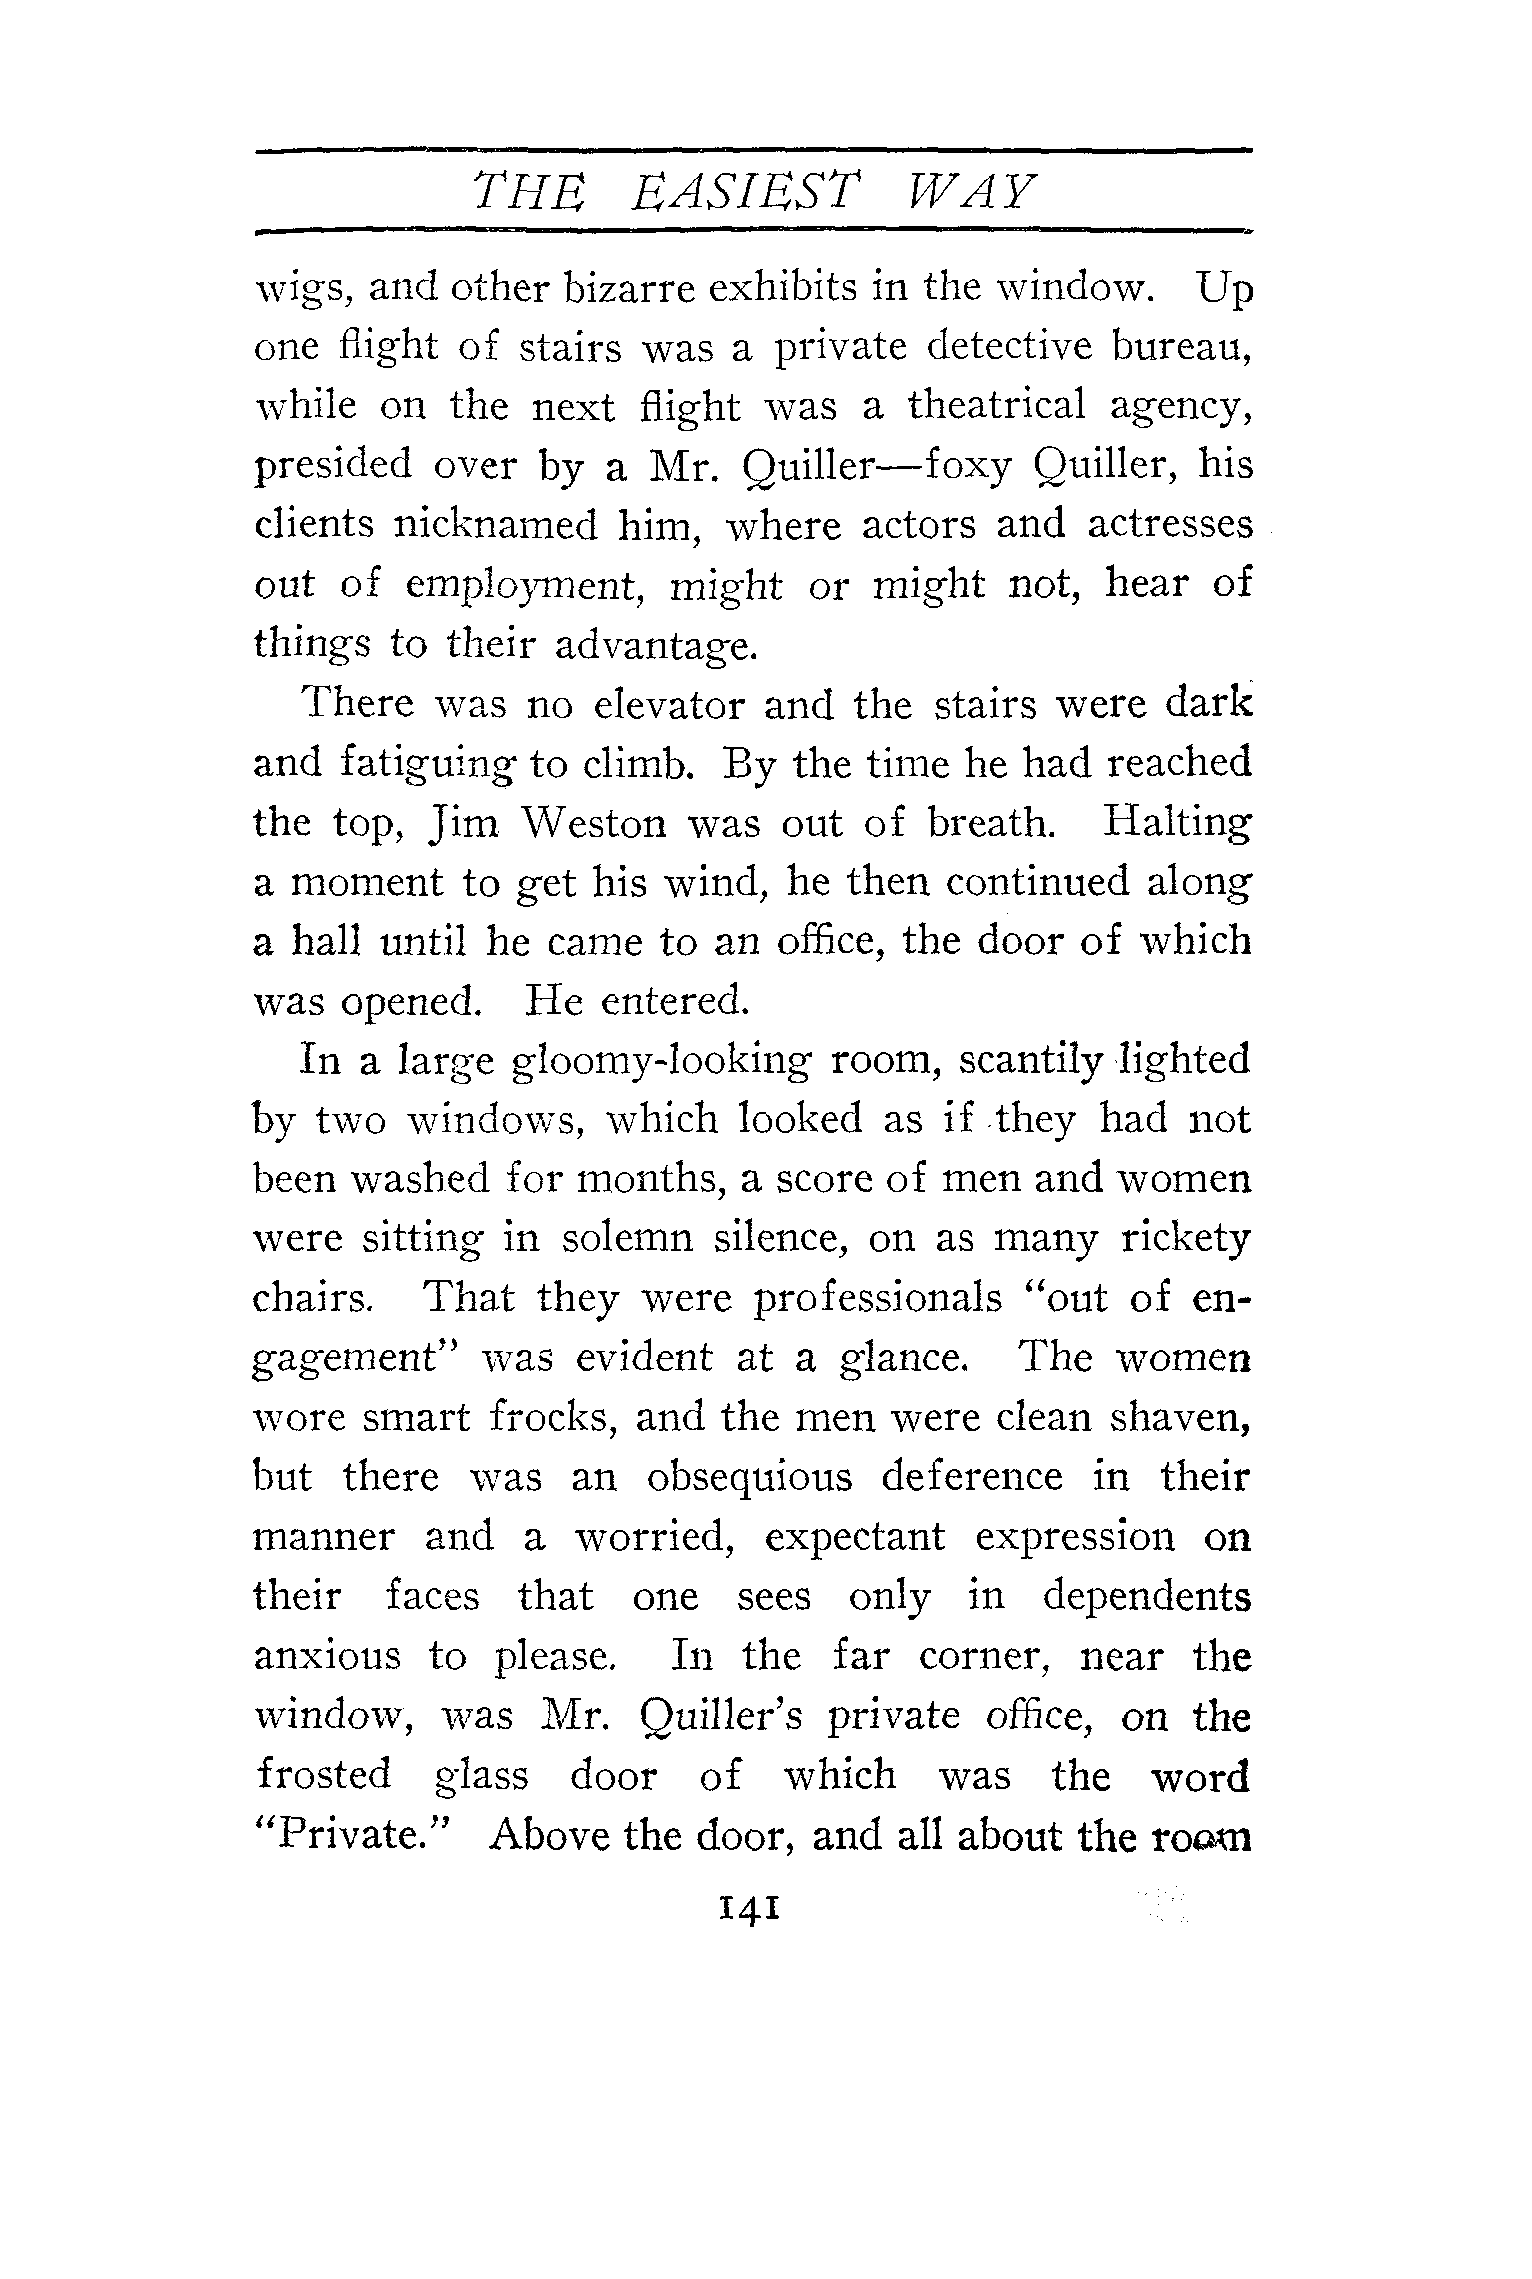 THE EASIEST WAY
wigs, and other bizarre exhibits in the window. Up
one flight of stairs was a private detective bureau,
while on the next flight was a theatrical agency,
presided over by a Mr. Quiller—foxy Quiller, his
clients nicknamed him, where actors and actresses
out of employment, might or might not, hear of
things to their advantage.
There was no elevator and the stairs were dark
and fatiguing to climb. By the time he had reached
the top, Jim Weston was out of breath. Halting
a moment to get his wind, he then continued along
a hall until he came to an office, the door of which
was opened. He entered.
In a large gloomy-looking room, scantily lighted
by two windows, which looked as if they had not
been washed for months, a score of men and women
were sitting in solemn silence, on as many rickety
chairs. That they were professionals "out of en-
gagement" was evident at a glance. The women
wore smart frocks, and the men were clean shaven,
but there was an obsequious deference in their
manner and a worried, expectant expression on
their faces that one sees only in dependents
anxious to please. In the far corner, near the
window, was Mr. Quiller's private office, on the
frosted glass door of which was the word
"Private." Above the door, and all about the room
141